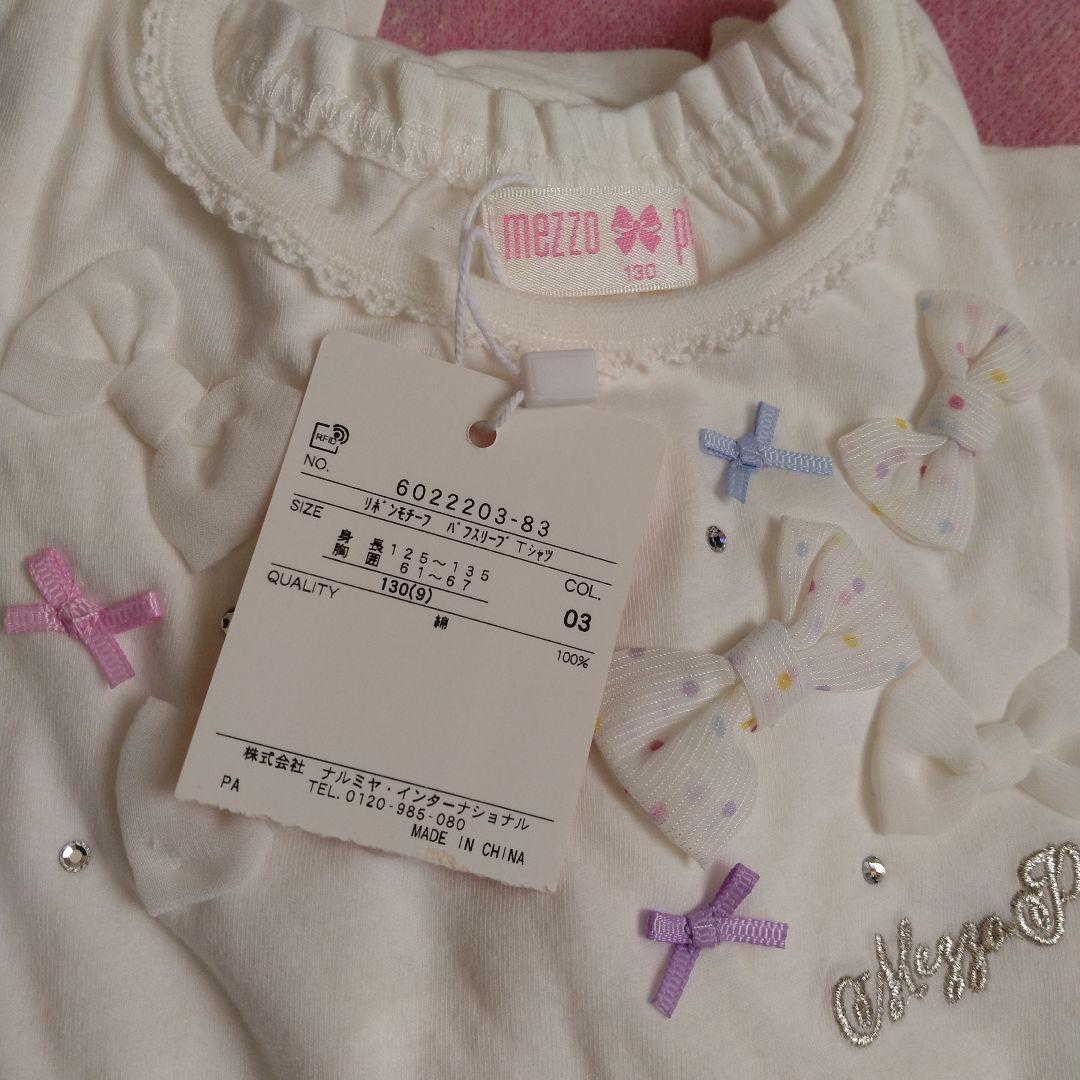 mezzo p
130
RFID
NO.
6022203-83
リボンモチーフ パフスリーブTシャツ
SIZE
身長 125~135
胸囲 61~67
130(9)
COL.
03
QUALITY
綿
100%
株式会社 ナルミヤ・インターナショナル
PA
TEL.0120-985-080
MADE IN CHINA
Mezzo P